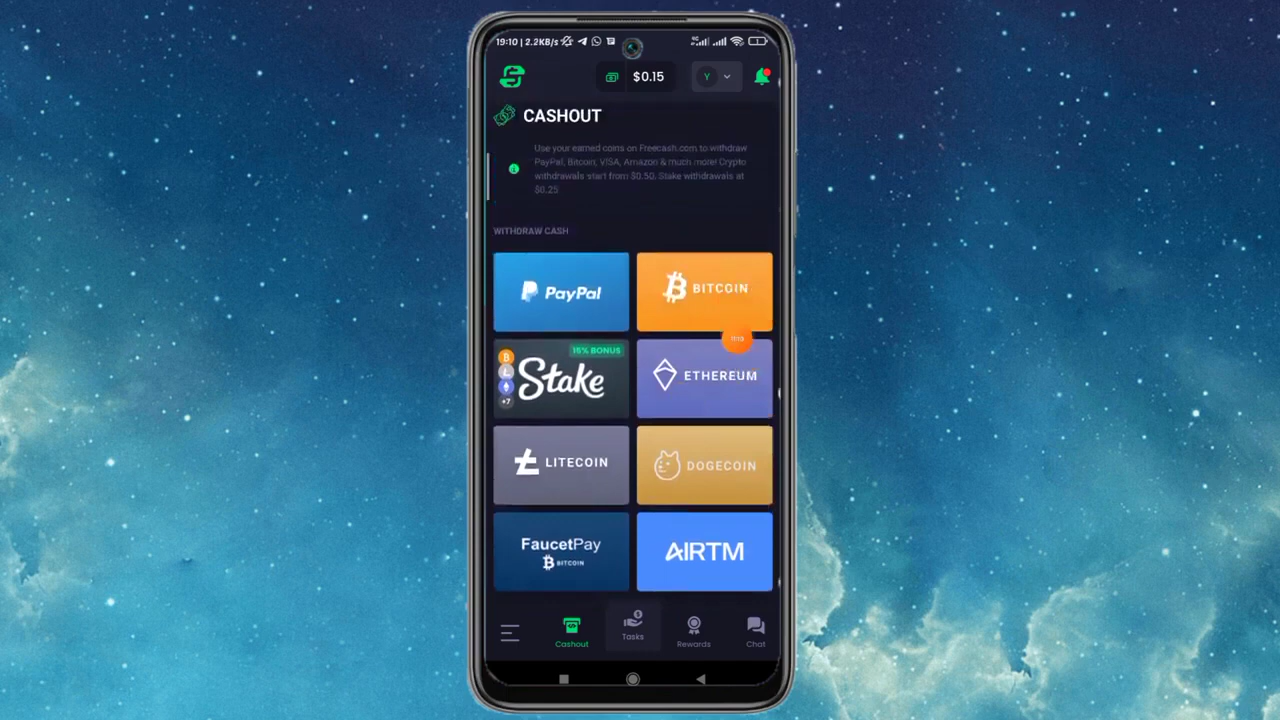 19:10 | 2.2KB/s
$0.15
Y
CASHOUT
Use your earned coins on Freecash.com to withdraw
PayPal, Bitcoin, VISA, Amazon & much more! Crypto
withdrawals start from $0.50. Stake withdrawals at
$0.25
WITHDRAW CASH
PayPal
BITCOIN
15% BONUS
Stake
+7
ETHEREUM
LITECOIN
DOGECOIN
FaucetPay
BITCOIN
AIRTM
Cashout
Tasks
Rewards
Chat